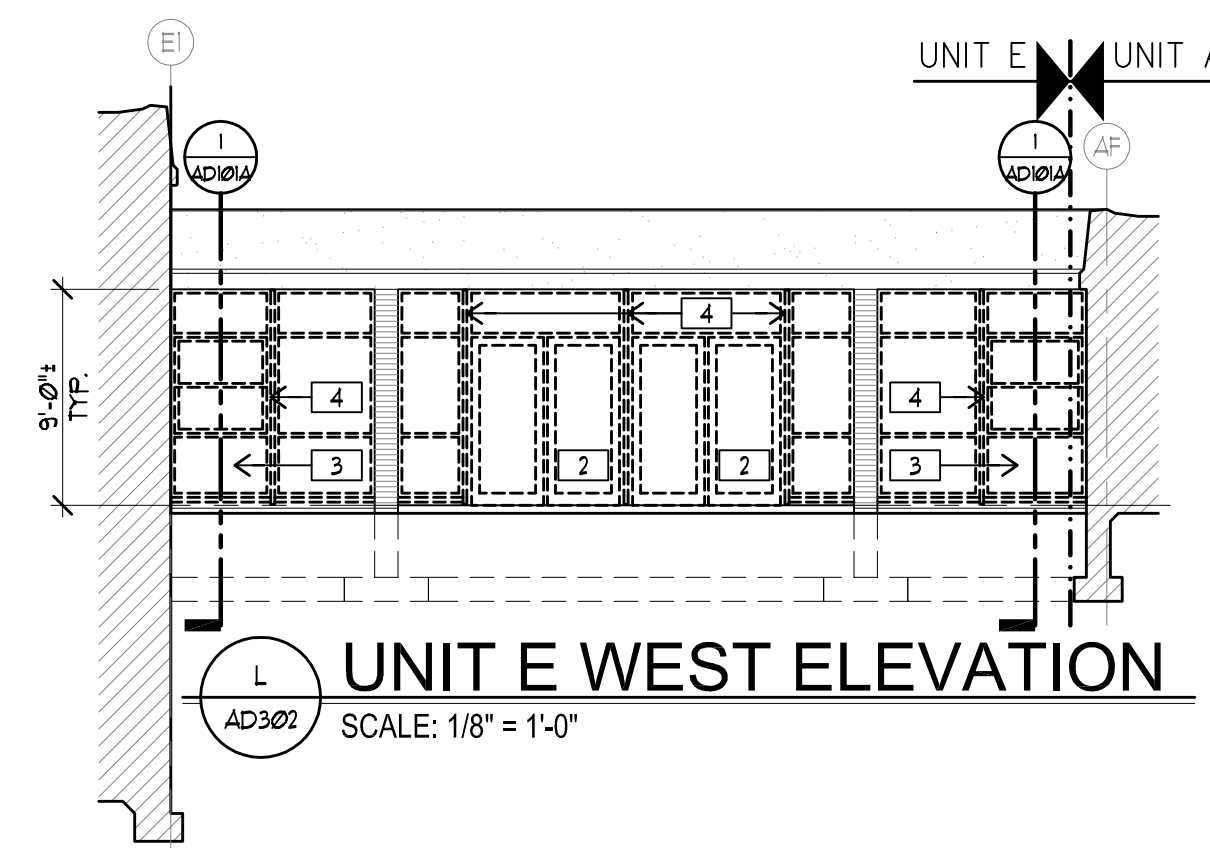 E1
UNIT E
UNIT A
1
AD101A
1
AD101A
AF
9'-0"±
TYP.
4
4
4
3
2
2
3
L
AD302
UNIT E WEST ELEVATION
SCALE: 1/8" = 1'-0"